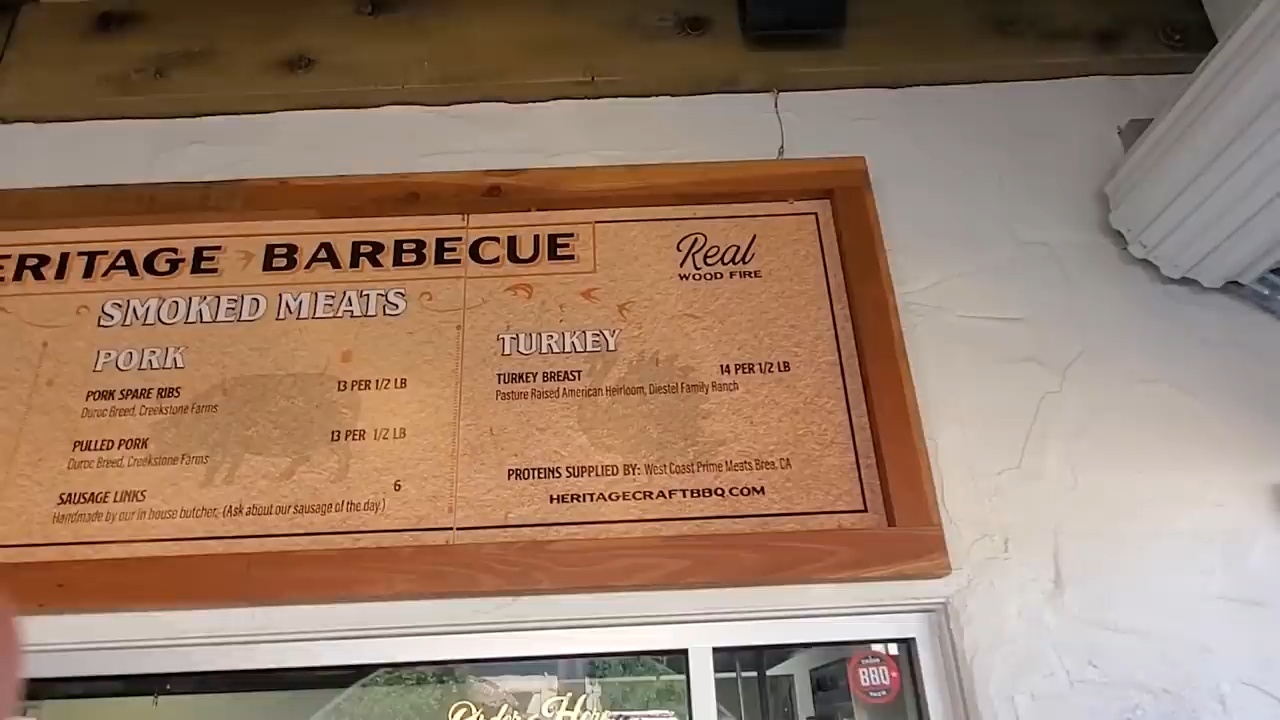 ERITAGE BARBECUE
Real
WOOD FIRE
SMOKED MEATS
PORK
PORK SPARE RIBS 13 PER 1/2 LB
Duroc Breed, Creekstone Farms
PULLED PORK 13 PER 1/2 LB
Duroc Breed, Creekstone Farms
SAUSAGE LINKS 6
Handmade by our in house butcher, (Ask about our sausage of the day)
TURKEY
TURKEY BREAST 14 PER 1/2 LB
Pasture Raised American Heirloom, Diestel Family Ranch
PROTEINS SUPPLIED BY: West Coast Prime Meats Brea, CA
HERITAGECRAFTBBQ.COM
Order Here
BBQ